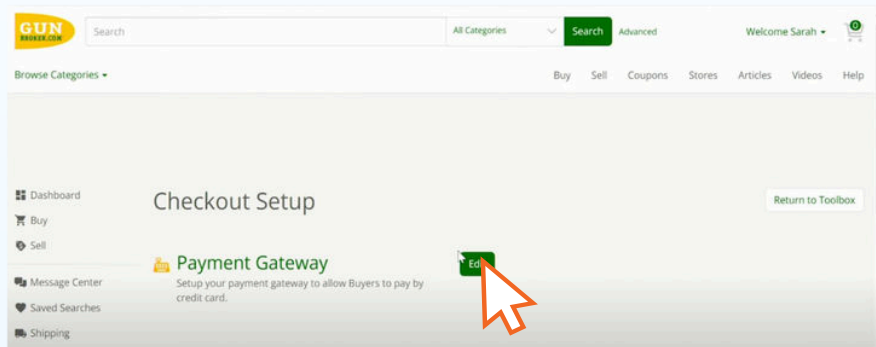 GUN
BROKER.COM
Search
All Categories
Search
Advanced
Welcome Sarah
0
Browse Categories
Buy Sell Coupons Stores Articles Videos Help
Dashboard
Buy
Sell
Message Center
Saved Searches
Shipping
Checkout Setup
Return to Toolbox
Payment Gateway
Setup your payment gateway to allow Buyers to pay by
credit card.